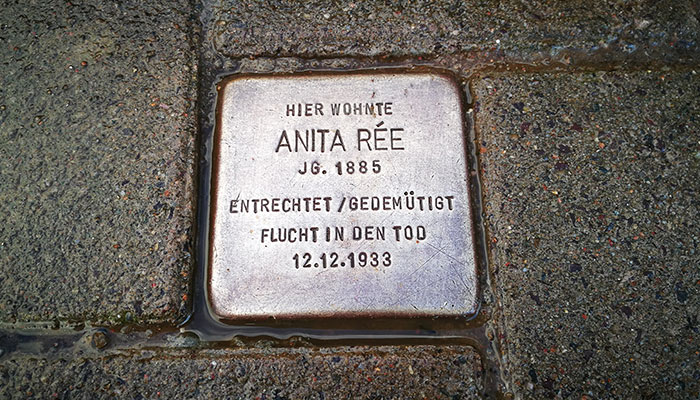 HIER WOHNTE
ANITA RÉE
JG. 1885
ENTRECHTET / GEDEMÜTIGT
FLUCHT IN DEN TOD
12.12.1933